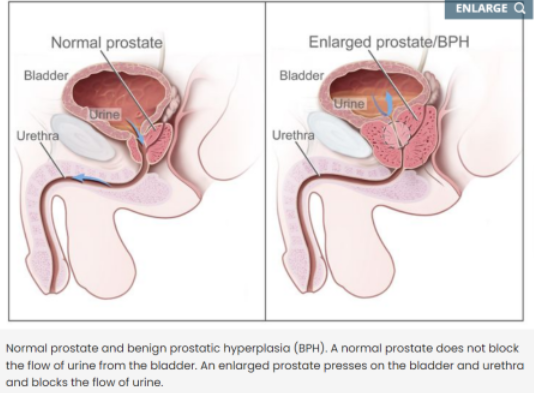 ENLARGE
Normal prostate
Bladder
Urine
Urethra
Enlarged prostate/BPH
Bladder
Urine
Urethra
Normal prostate and benign prostatic hyperplasia (BPH). A normal prostate does not block
the flow of urine from the bladder. An enlarged prostate presses on the bladder and urethra
and blocks the flow of urine.